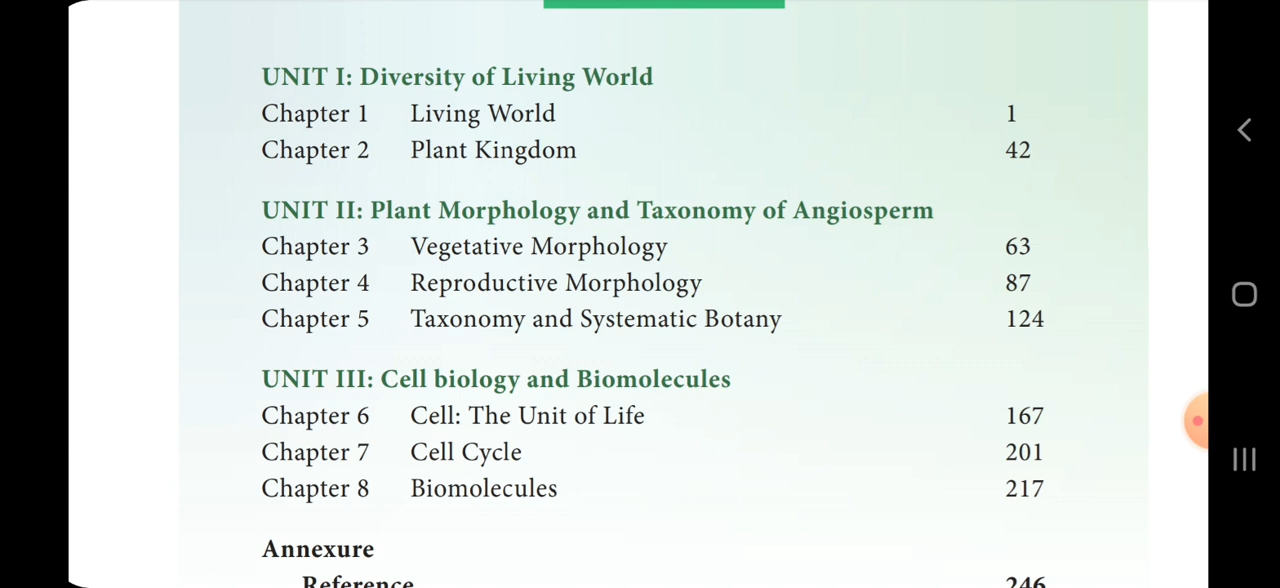 UNIT I: Diversity of Living World
Chapter 1 Living World 1
Chapter 2 Plant Kingdom 42
UNIT II: Plant Morphology and Taxonomy of Angiosperm
Chapter 3 Vegetative Morphology 63
Chapter 4 Reproductive Morphology 87
Chapter 5 Taxonomy and Systematic Botany 124
UNIT III: Cell biology and Biomolecules
Chapter 6 Cell: The Unit of Life 167
Chapter 7 Cell Cycle 201
Chapter 8 Biomolecules 217
Annexure
Reference 246